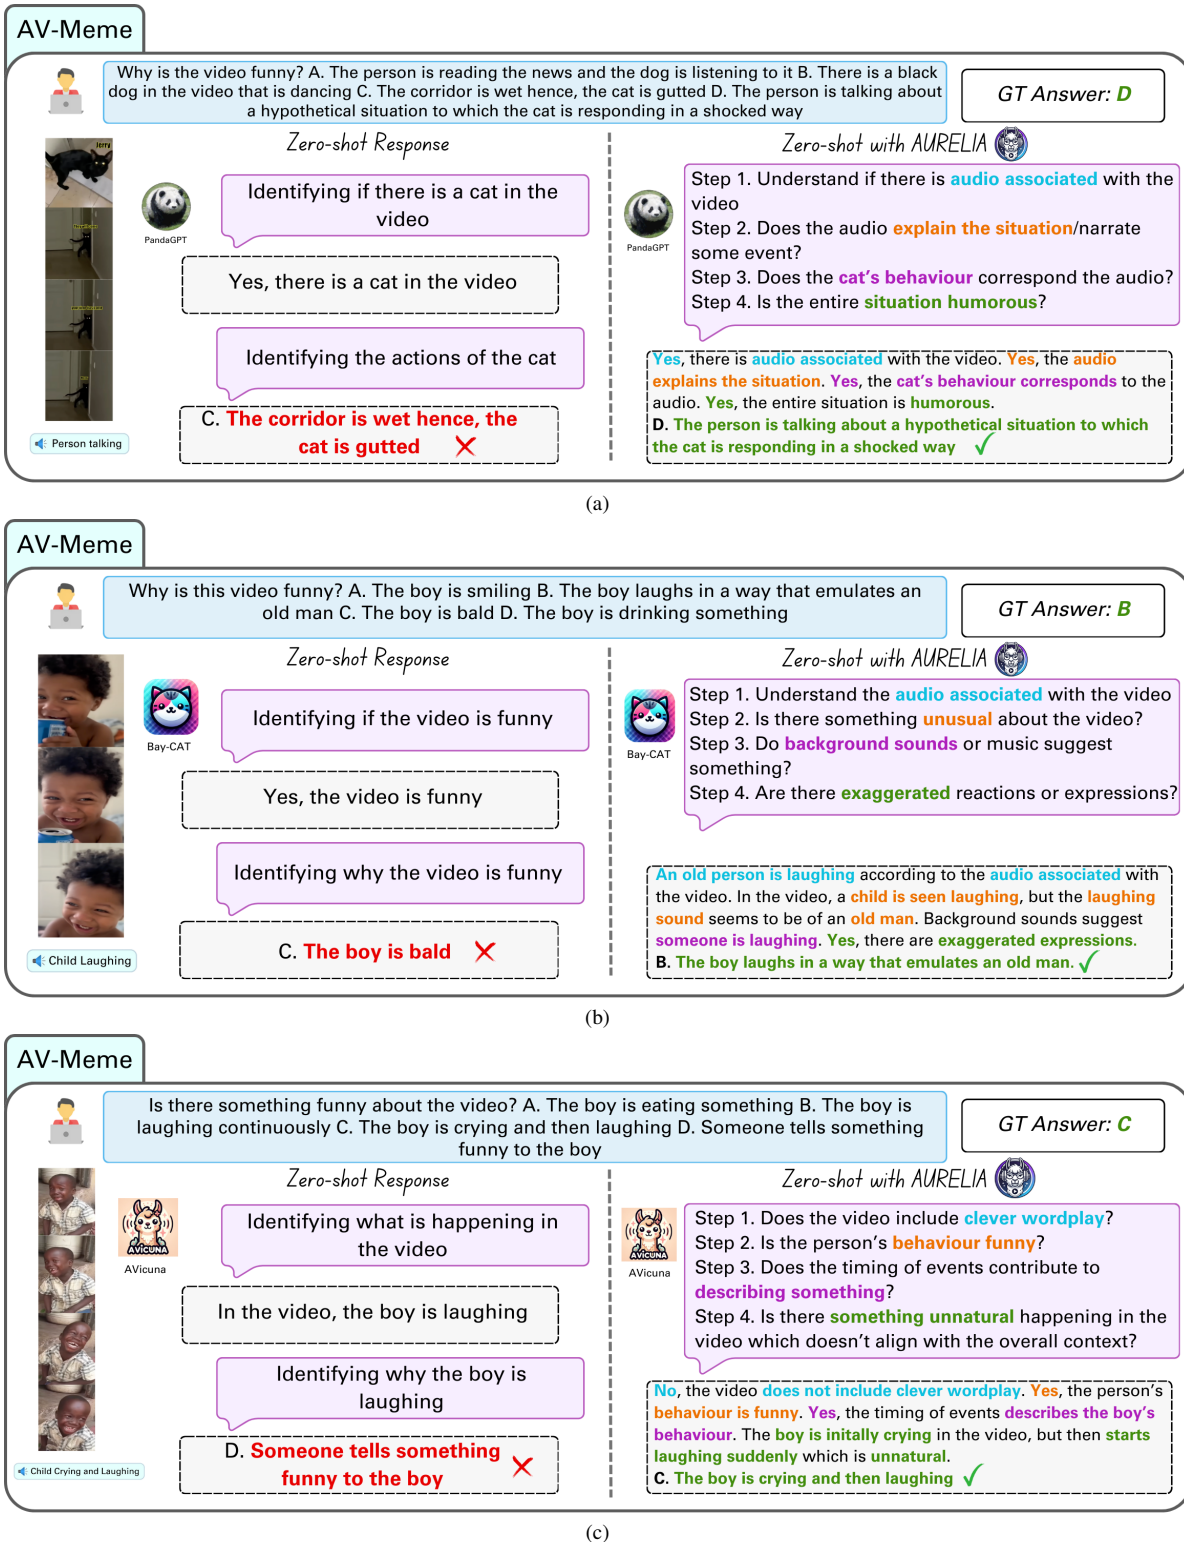 AV-Meme
Why is the video funny? A. The person is reading the news and the dog is listening to it B. There is a black
dog in the video that is dancing C. The corridor is wet hence, the cat is gutted D. The person is talking about
a hypothetical situation to which the cat is responding in a shocked way
GT Answer: D
Zero-shot Response
Zero-shot with AURELIA
Jerry
PandaGPT
Identifying if there is a cat in the
video
Yes, there is a cat in the video
Identifying the actions of the cat
C. The corridor is wet hence, the
cat is gutted
Person talking
PandaGPT
Step 1. Understand if there is audio associated with the
video
Step 2. Does the audio explain the situation/narrate
some event?
Step 3. Does the cat's behaviour correspond the audio?
Step 4. Is the entire situation humorous?
Yes, there is audio associated with the video. Yes, the audio
explains the situation. Yes, the cat's behaviour corresponds to the
audio. Yes, the entire situation is humorous.
D. The person is talking about a hypothetical situation to which
the cat is responding in a shocked way
(a)
AV-Meme
Why is this video funny? A. The boy is smiling B. The boy laughs in a way that emulates an
old man C. The boy is bald D. The boy is drinking something
GT Answer: B
Zero-shot Response
Zero-shot with AURELIA
Bay-CAT
Identifying if the video is funny
Yes, the video is funny
Identifying why the video is funny
C. The boy is bald
Child Laughing
Bay-CAT
Step 1. Understand the audio associated with the video
Step 2. Is there something unusual about the video?
Step 3. Do background sounds or music suggest
something?
Step 4. Are there exaggerated reactions or expressions?
An old person is laughing according to the audio associated with
the video. In the video, a child is seen laughing, but the laughing
sound seems to be of an old man. Background sounds suggest
someone is laughing. Yes, there are exaggerated expressions.
B. The boy laughs in a way that emulates an old man.
(b)
AV-Meme
Is there something funny about the video? A. The boy is eating something B. The boy is
laughing continuously C. The boy is crying and then laughing D. Someone tells something
funny to the boy
GT Answer: C
Zero-shot Response
Zero-shot with AURELIA
AVICUNA
AVicuna
Identifying what is happening in
the video
In the video, the boy is laughing
Identifying why the boy is
laughing
D. Someone tells something
funny to the boy
Child Crying and Laughing
AVICUNA
AVicuna
Step 1. Does the video include clever wordplay?
Step 2. Is the person's behaviour funny?
Step 3. Does the timing of events contribute to
describing something?
Step 4. Is there something unnatural happening in the
video which doesn't align with the overall context?
No, the video does not include clever wordplay. Yes, the person's
behaviour is funny. Yes, the timing of events describes the boy's
behaviour. The boy is initally crying in the video, but then starts
laughing suddenly which is unnatural.
C. The boy is crying and then laughing
(c)